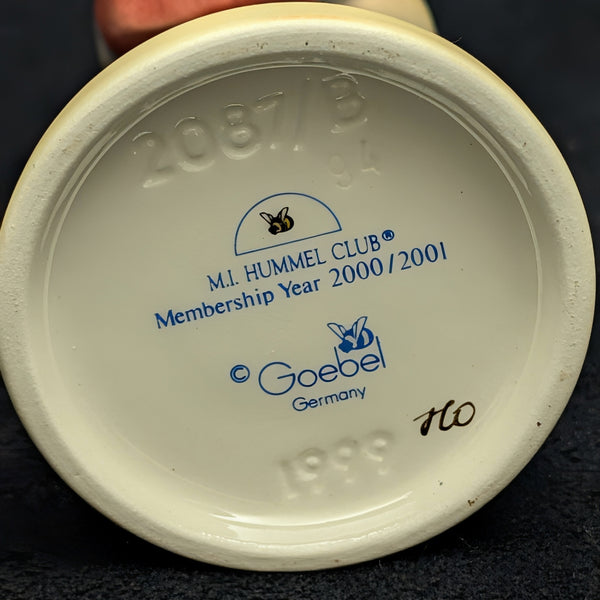 2087/B
94
M.I. HUMMEL CLUB®
Membership Year 2000/2001
© Goebel
Germany
HO
1999